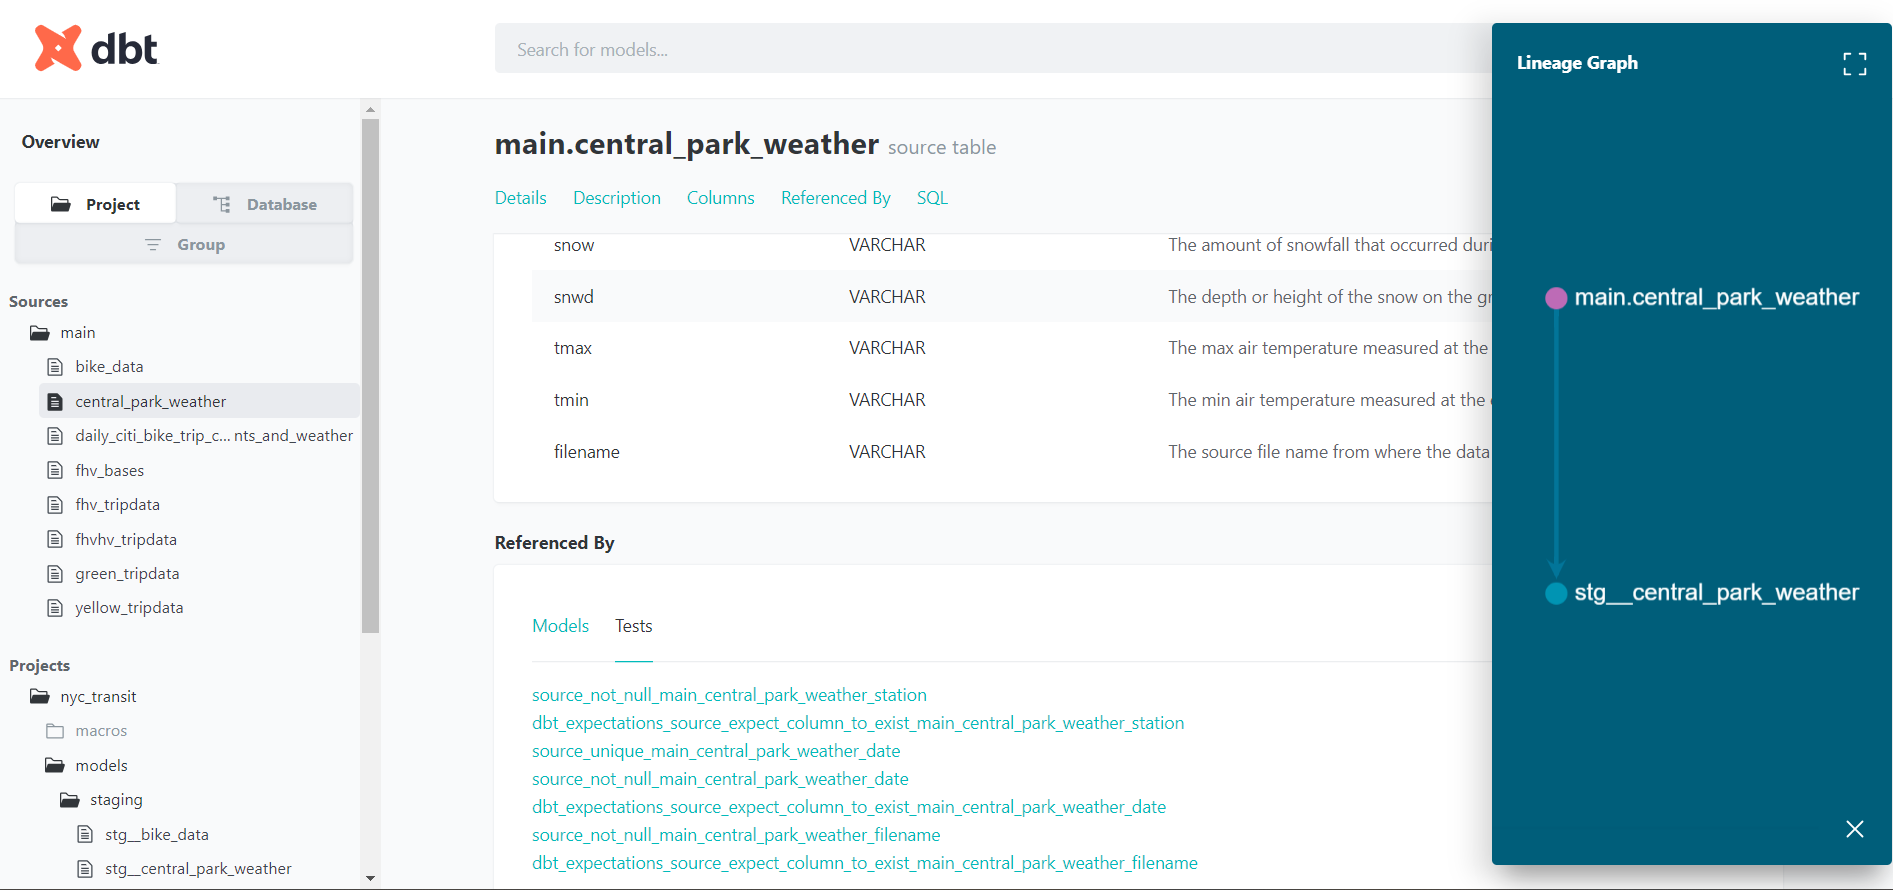 dbt
Search for models...
Overview
Project
Database
Group
Sources
main
bike_data
central_park_weather
daily_citi_bike_trip_c... nts_and_weather
fhv_bases
fhv_tripdata
fhvhv_tripdata
green_tripdata
yellow_tripdata
Projects
nyc_transit
macros
models
staging
stg__bike_data
stg__central_park_weather
main.central_park_weather source table
Details Description Columns Referenced By SQL
snow VARCHAR The amount of snowfall that occurred duri
snwd VARCHAR The depth or height of the snow on the gr
tmax VARCHAR The max air temperature measured at the
tmin VARCHAR The min air temperature measured at the
filename VARCHAR The source file name from where the data
Referenced By
Models Tests
source_not_null_main_central_park_weather_station
dbt_expectations_source_expect_column_to_exist_main_central_park_weather_station
source_unique_main_central_park_weather_date
source_not_null_main_central_park_weather_date
dbt_expectations_source_expect_column_to_exist_main_central_park_weather_date
source_not_null_main_central_park_weather_filename
dbt_expectations_source_expect_column_to_exist_main_central_park_weather_filename
Lineage Graph
main.central_park_weather
stg__central_park_weather